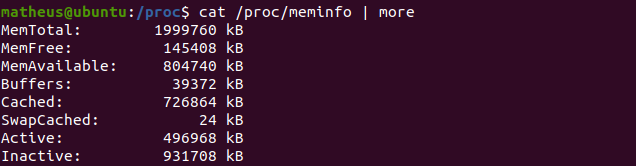 matheus@ubuntu:/proc$ cat /proc/meminfo | more
MemTotal:        1999760 kB
MemFree:          145408 kB
MemAvailable:     804740 kB
Buffers:           39372 kB
Cached:           726864 kB
SwapCached:           24 kB
Active:           496968 kB
Inactive:         931708 kB